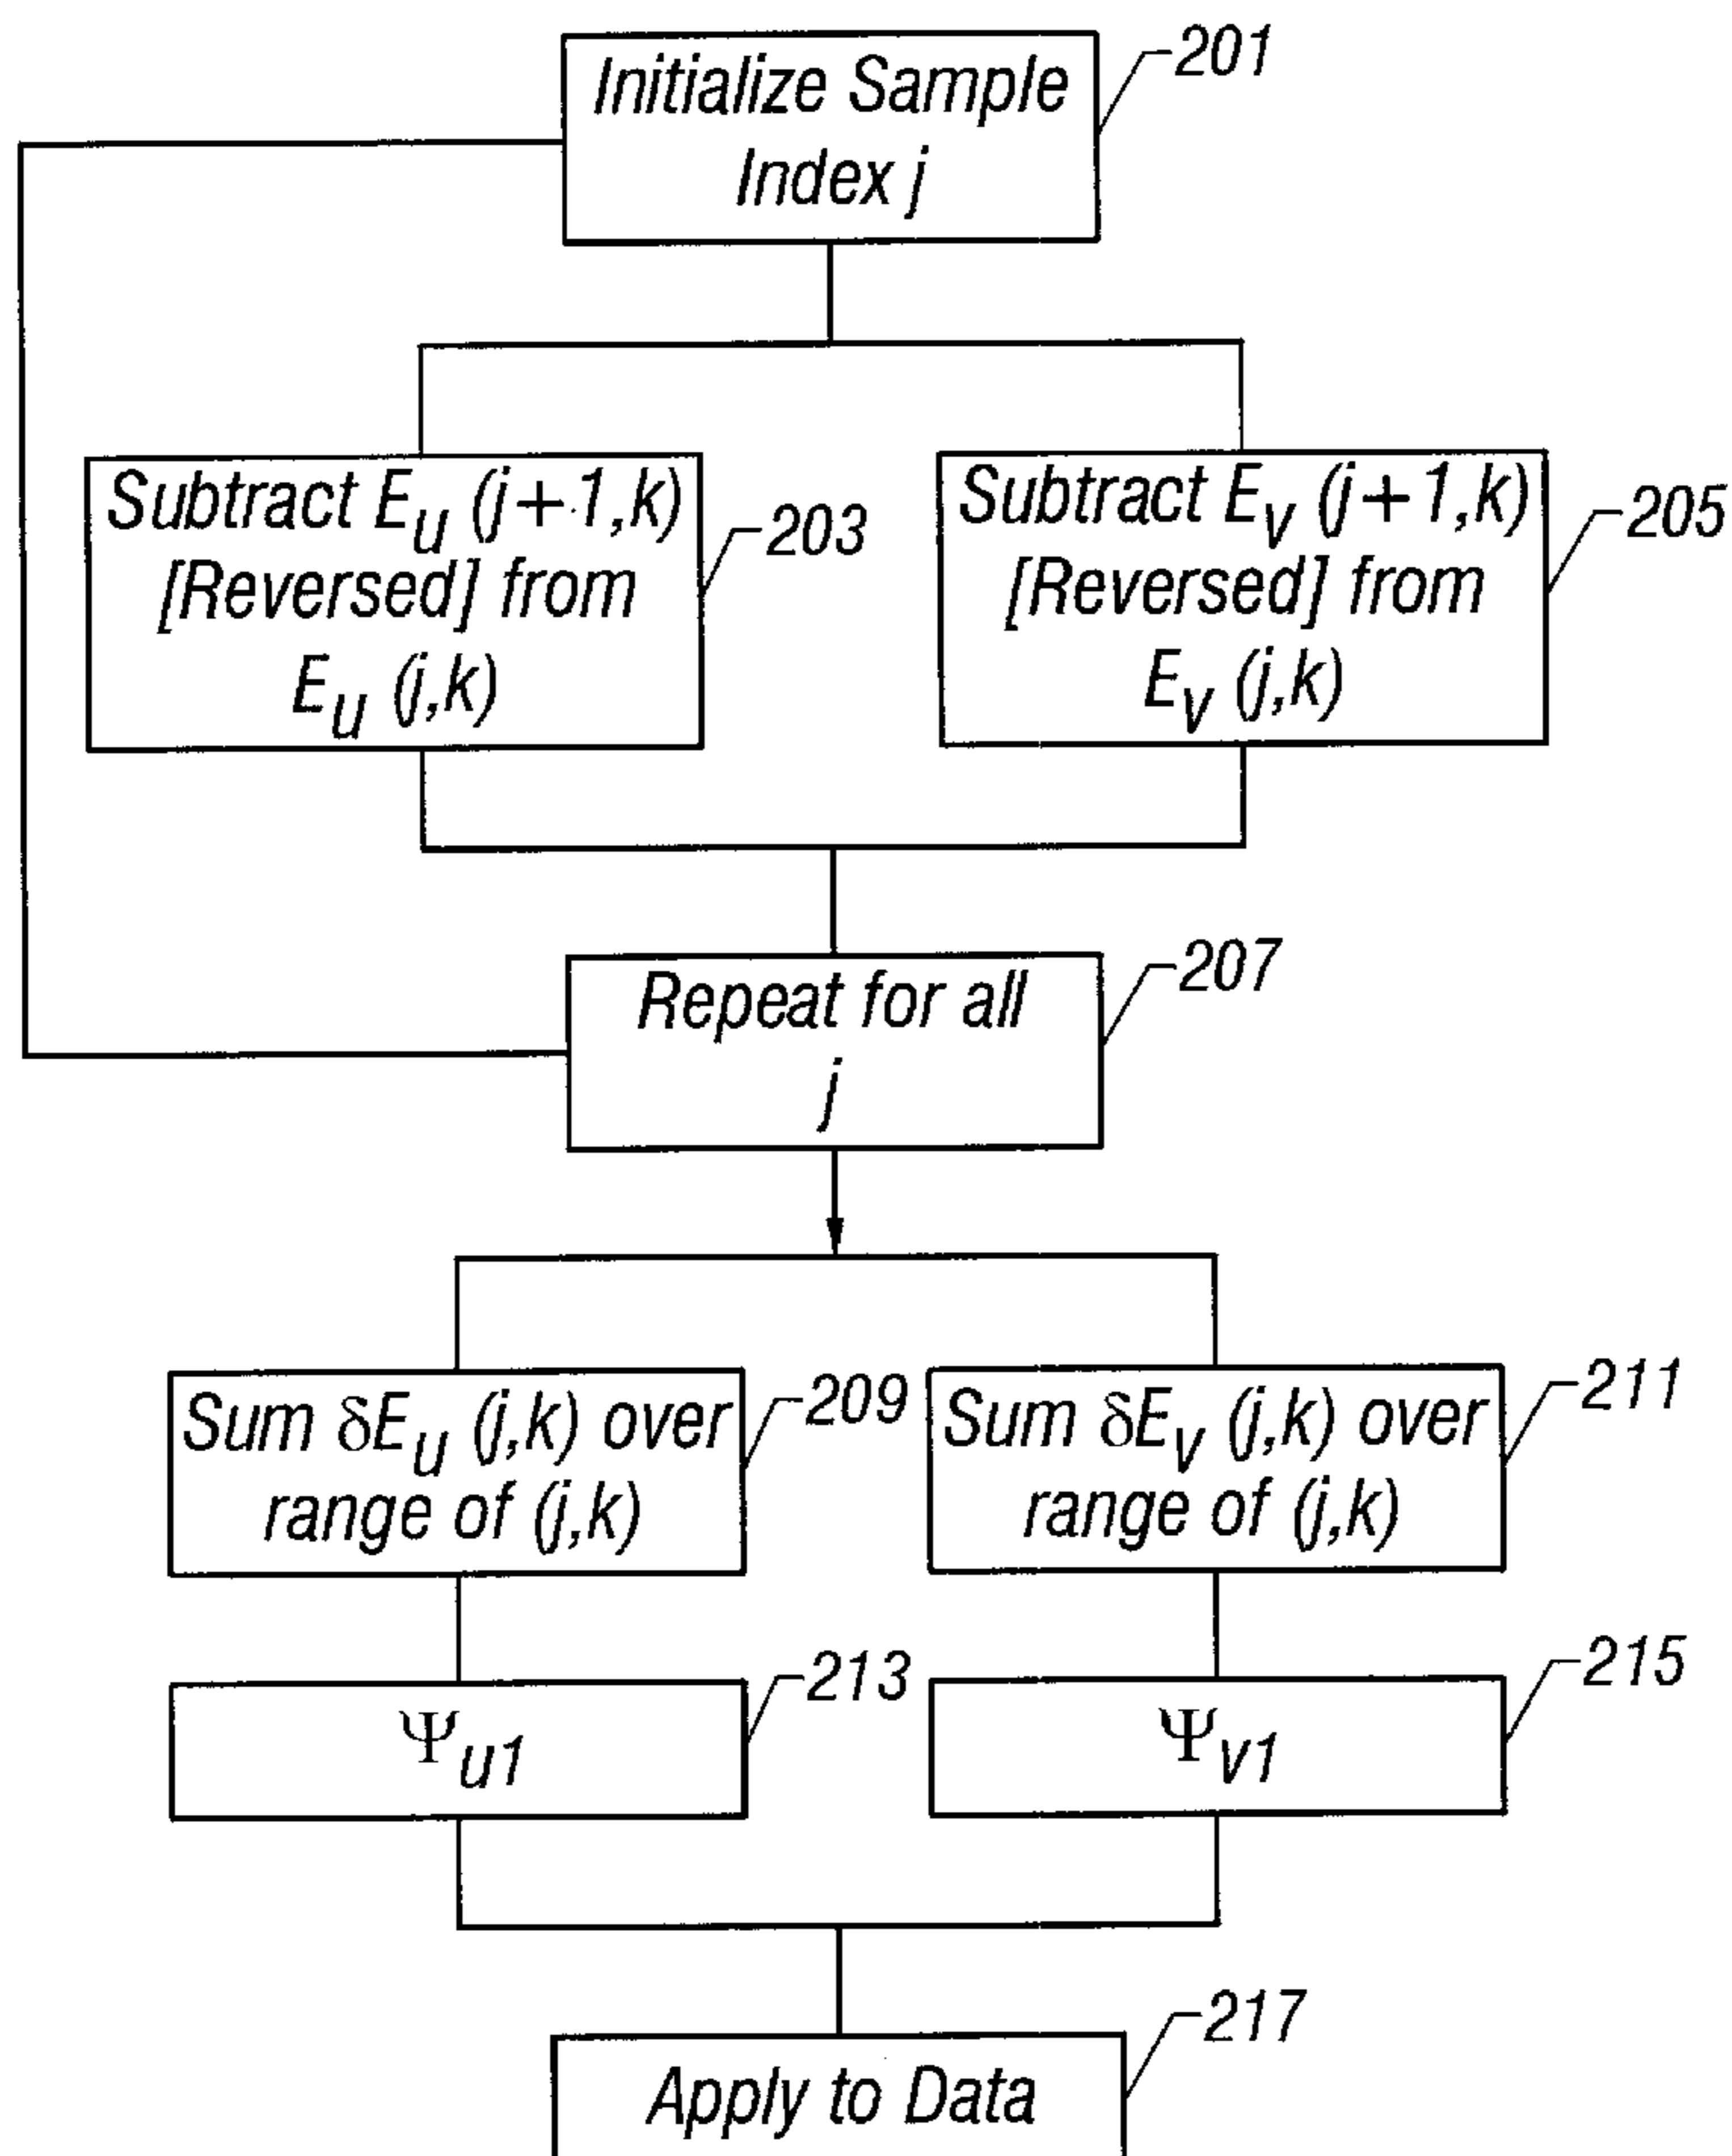 Initialize Sample
Index j
201
Subtract E_u (j+1,k)
[Reversed] from
E_u (j,k)
203
Subtract E_v (j+1,k)
[Reversed] from
E_v (j,k)
205
Repeat for all
j
207
Sum δE_u (j,k) over
range of (j,k)
209
Sum δE_v (j,k) over
range of (j,k)
211
Ψ_u1
213
Ψ_v1
215
Apply to Data
217